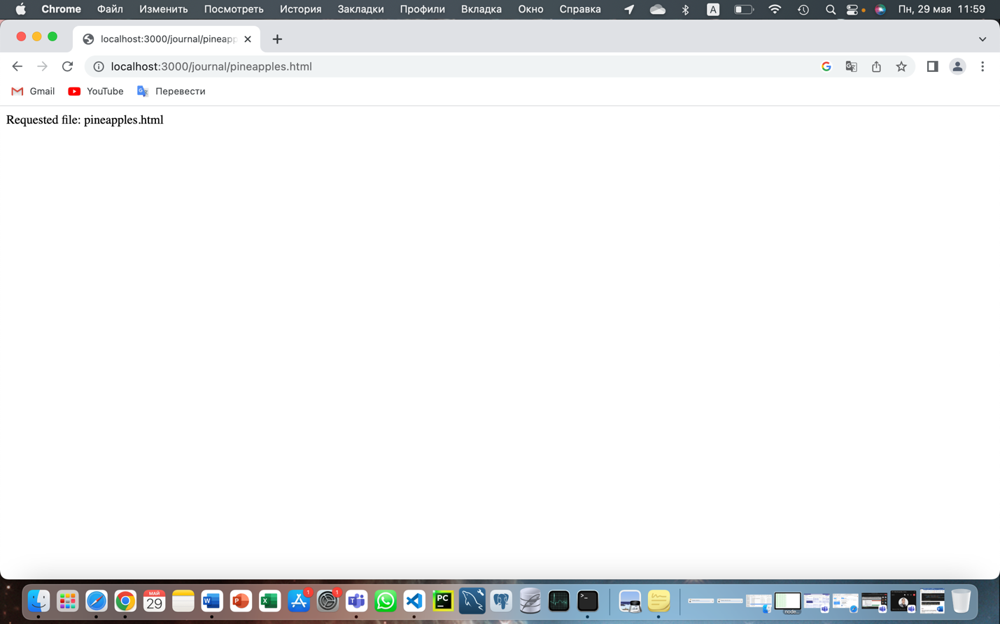 Chrome Файл Изменить Посмотреть История Закладки Профили Вкладка Окно Справка A Пн, 29 мая 11:59
localhost:3000/journal/pineapp
localhost:3000/journal/pineapples.html
Gmail YouTube Перевести
Requested file: pineapples.html
МАЙ
29
W
P
X
1
1
PC
node...